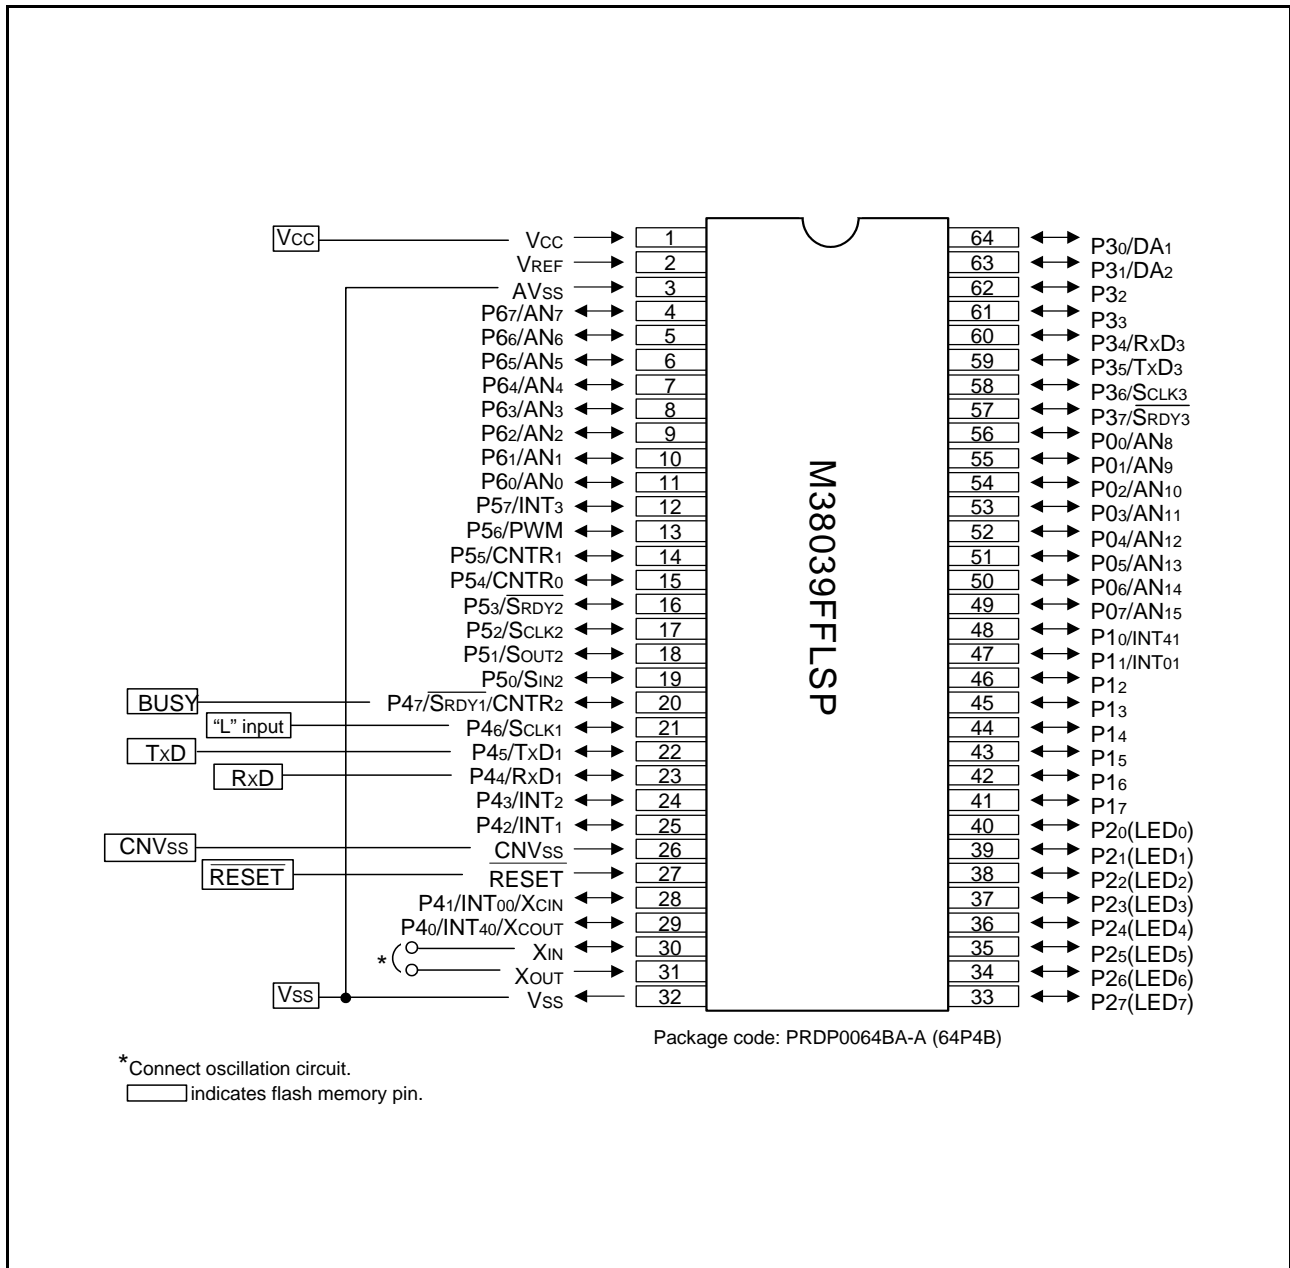 VCC VCC 1 64 P30/DA1
VREF 2 63 P31/DA2
AVSS 3 62 P32
P67/AN7 4 61 P33
P66/AN6 5 60 P34/RXD3
P65/AN5 6 59 P35/TXD3
P64/AN4 7 58 P36/SCLK3
P63/AN3 8 57 P37/SRDY3
P62/AN2 9 56 P00/AN8
P61/AN1 10 55 P01/AN9
P60/AN0 11 54 P02/AN10
P57/INT3 12 53 P03/AN11
P56/PWM 13 52 P04/AN12
P55/CNTR1 14 51 P05/AN13
P54/CNTR0 15 50 P06/AN14
P53/SRDY2 16 49 P07/AN15
P52/SCLK2 17 48 P10/INT41
P51/SOUT2 18 47 P11/INT01
P50/SIN2 19 46 P12
BUSY P47/SRDY1/CNTR2 20 45 P13
“L” input P46/SCLK1 21 44 P14
TXD P45/TXD1 22 43 P15
RXD P44/RXD1 23 42 P16
P43/INT2 24 41 P17
P42/INT1 25 40 P20(LED0)
CNVSS CNVSS 26 39 P21(LED1)
RESET RESET 27 38 P22(LED2)
P41/INT00/XCIN 28 37 P23(LED3)
P40/INT40/XCOUT 29 36 P24(LED4)
* XIN 30 35 P25(LED5)
XOUT 31 34 P26(LED6)
VSS VSS 32 33 P27(LED7)
M38039FFLSP
Package code: PRDP0064BA-A (64P4B)
*Connect oscillation circuit.
indicates flash memory pin.